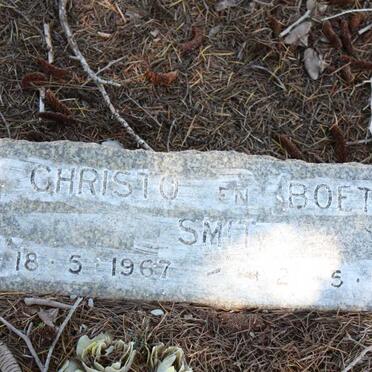 CHRISTO EN BOET
SMIT
18·5·1967